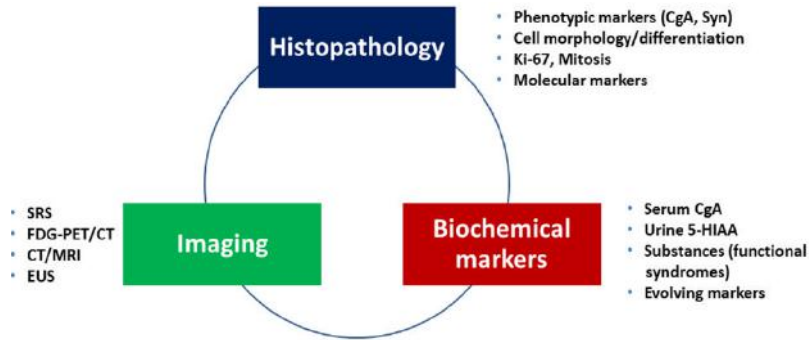 Histopathology
• Phenotypic markers (CgA, Syn)
• Cell morphology/differentiation
• Ki-67, Mitosis
• Molecular markers
• SRS
• FDG-PET/CT
• CT/MRI
• EUS
Imaging
Biochemical
markers
• Serum CgA
• Urine 5-HIAA
• Substances (functional
syndromes)
• Evolving markers